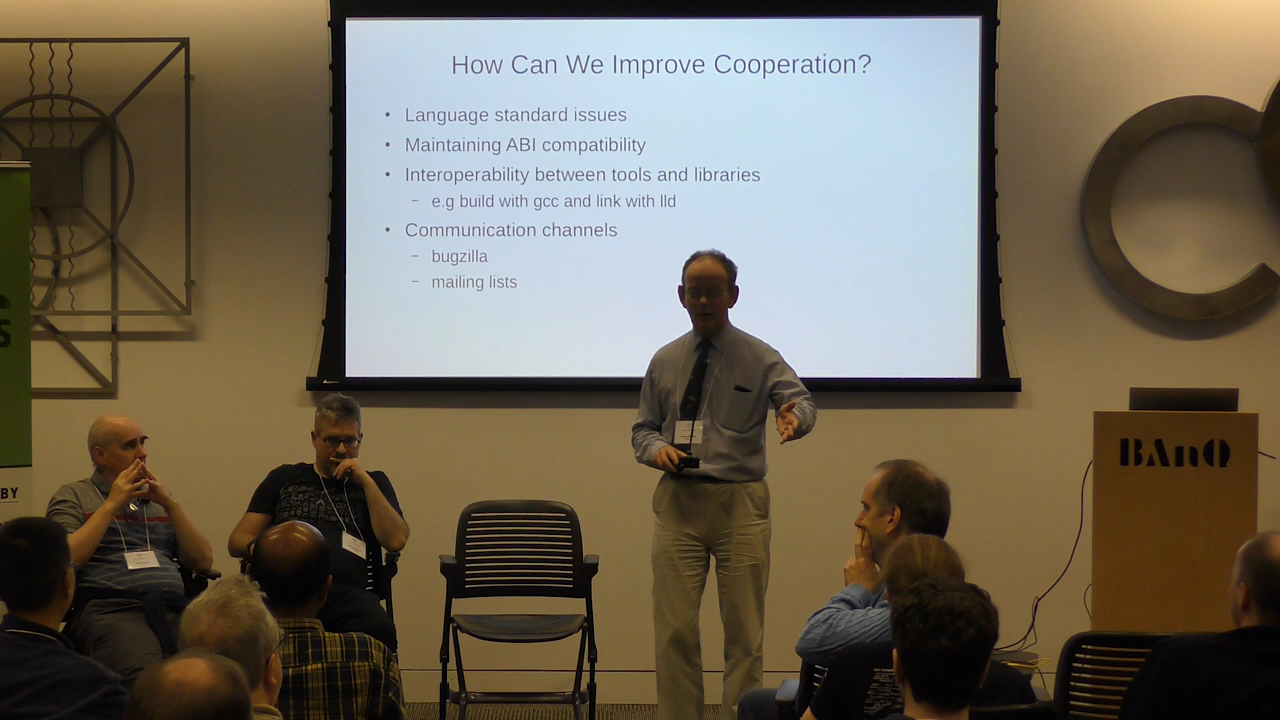 How Can We Improve Cooperation?
• Language standard issues
• Maintaining ABI compatibility
• Interoperability between tools and libraries
– e.g build with gcc and link with lld
• Communication channels
– bugzilla
– mailing lists
BAnQ
S
BY